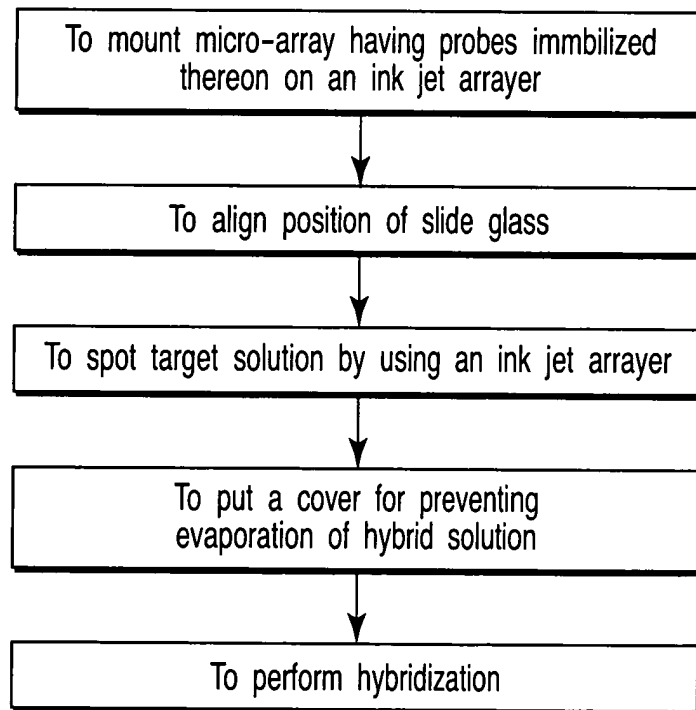 To mount micro-array having probes immbilized
thereon on an ink jet arrayer
To align position of slide glass
To spot target solution by using an ink jet arrayer
To put a cover for preventing
evaporation of hybrid solution
To perform hybridization